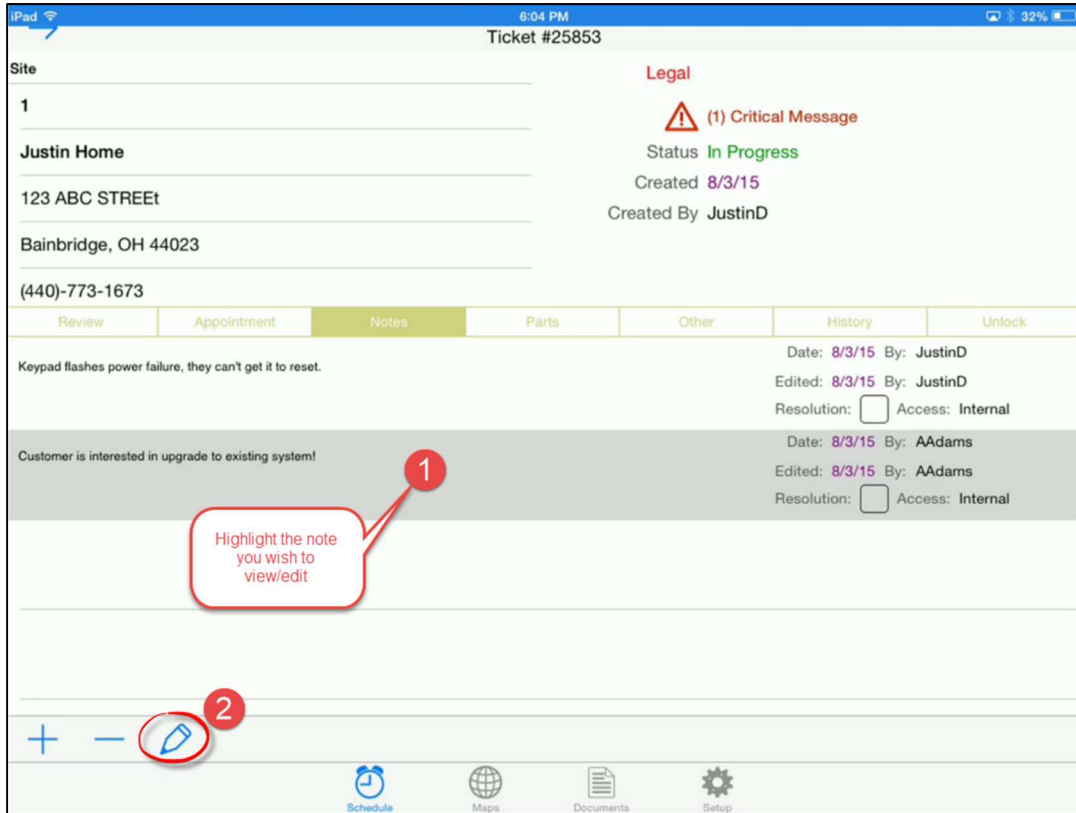 iPad 6:04 PM 32%
Ticket #25853
Site
1
Justin Home
123 ABC STREEt
Bainbridge, OH 44023
(440)-773-1673
Legal
(1) Critical Message
Status In Progress
Created 8/3/15
Created By JustinD
Review Appointment Notes Parts Other History Unlock
Keypad flashes power failure, they can't get it to reset.
Date: 8/3/15 By: JustinD
Edited: 8/3/15 By: JustinD
Resolution: Access: Internal
Customer is interested in upgrade to existing system!
Date: 8/3/15 By: AAdams
Edited: 8/3/15 By: AAdams
Resolution: Access: Internal
1
Highlight the note
you wish to
view/edit
2
Schedule Maps Documents Setup